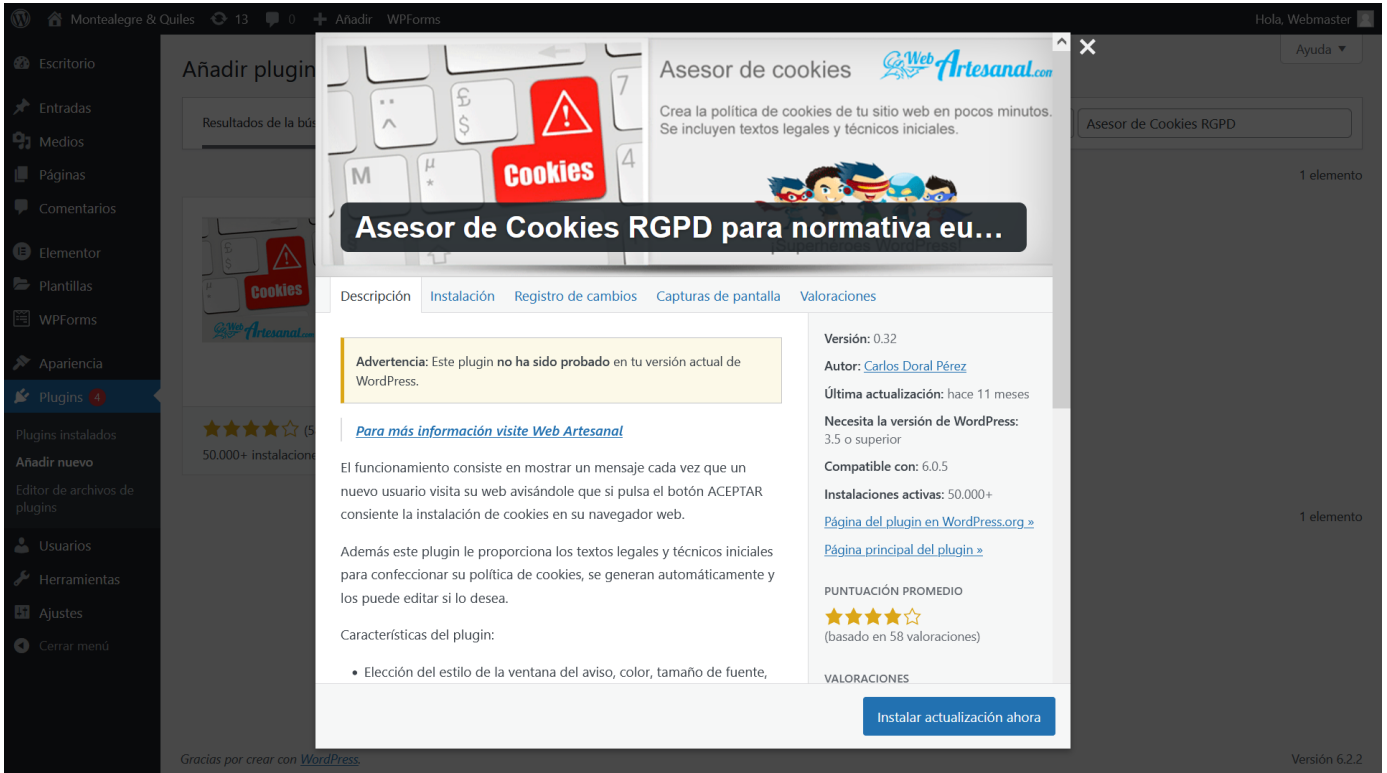 Montealegre & Quiles 13 0 Añadir WPForms Hola, Webmaster
Ayuda
Escritorio
Entradas
Medios
Páginas
Comentarios
Elementor
Plantillas
WPForms
Apariencia
Plugins 4
Plugins instalados
Añadir nuevo
Editor de archivos de
plugins
Usuarios
Herramientas
Ajustes
Cerrar menú
Añadir plugin
Resultados de la bús
Asesor de Cookies RGPD
1 elemento
Cookies
Web Artesanal
50.000+ instalacione
1 elemento
Gracias por crear con WordPress.
Versión 6.2.2
7
£
$
^
M
µ
*
4
Cookies
Asesor de cookies
Web Artesanal.com
Crea la política de cookies de tu sitio web en pocos minutos.
Se incluyen textos legales y técnicos iniciales.
¡Superhéroes WordPress!
Asesor de Cookies RGPD para normativa eu…
Descripción Instalación Registro de cambios Capturas de pantalla Valoraciones
Advertencia: Este plugin no ha sido probado en tu versión actual de
WordPress.
Para más información visite Web Artesanal
El funcionamiento consiste en mostrar un mensaje cada vez que un
nuevo usuario visita su web avisándole que si pulsa el botón ACEPTAR
consiente la instalación de cookies en su navegador web.
Además este plugin le proporciona los textos legales y técnicos iniciales
para confeccionar su política de cookies, se generan automáticamente y
los puede editar si lo desea.
Características del plugin:
• Elección del estilo de la ventana del aviso, color, tamaño de fuente,
Versión: 0.32
Autor: Carlos Doral Pérez
Última actualización: hace 11 meses
Necesita la versión de WordPress:
3.5 o superior
Compatible con: 6.0.5
Instalaciones activas: 50.000+
Página del plugin en WordPress.org »
Página principal del plugin »
PUNTUACIÓN PROMEDIO
(basado en 58 valoraciones)
VALORACIONES
Instalar actualización ahora